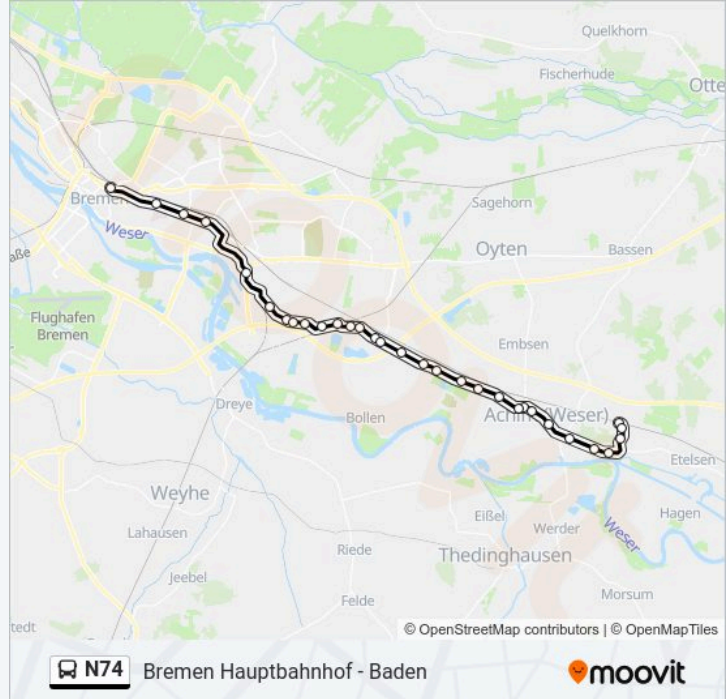 Quelkhorn
Fischerhude
Otte
Bremen
Sagehorn
Weser
Oyten
Bassen
aße
Flughafen
Bremen
Embsen
Dreye
Bollen
Achim (Weser)
Etelsen
Weyhe
Eißel
Hagen
Lahausen
Werder
Weser
Riede
Thedinghausen
Jeebel
Morsum
Felde
tedt
© OpenStreetMap contributors | © OpenMapTiles
N74 Bremen Hauptbahnhof - Baden
moovit